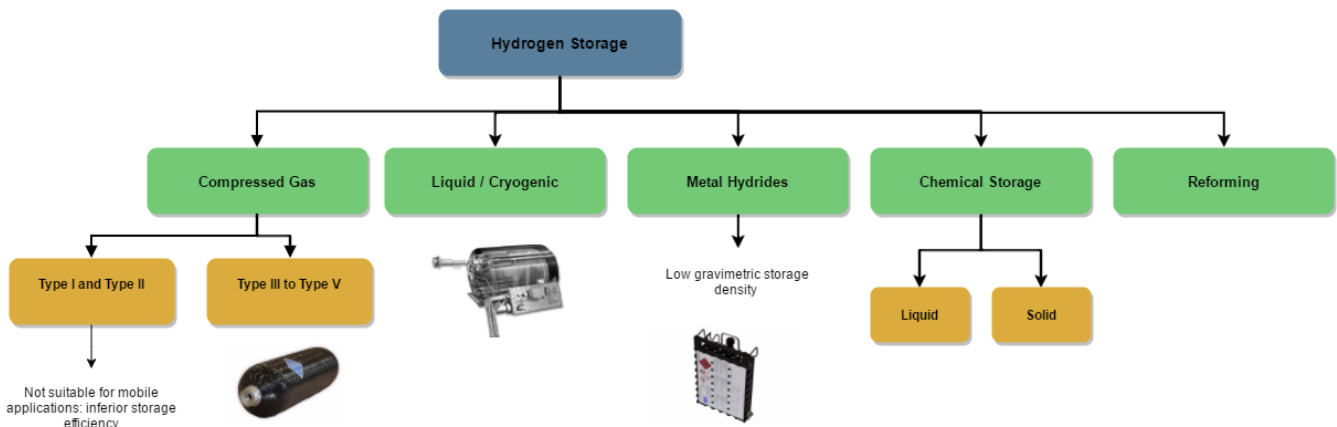 Hydrogen Storage
Compressed Gas
Liquid / Cryogenic
Metal Hydrides
Chemical Storage
Reforming
Type I and Type II
Type III to Type V
Low gravimetric storage
density
Liquid
Solid
Not suitable for mobile
applications: inferior storage
efficiency